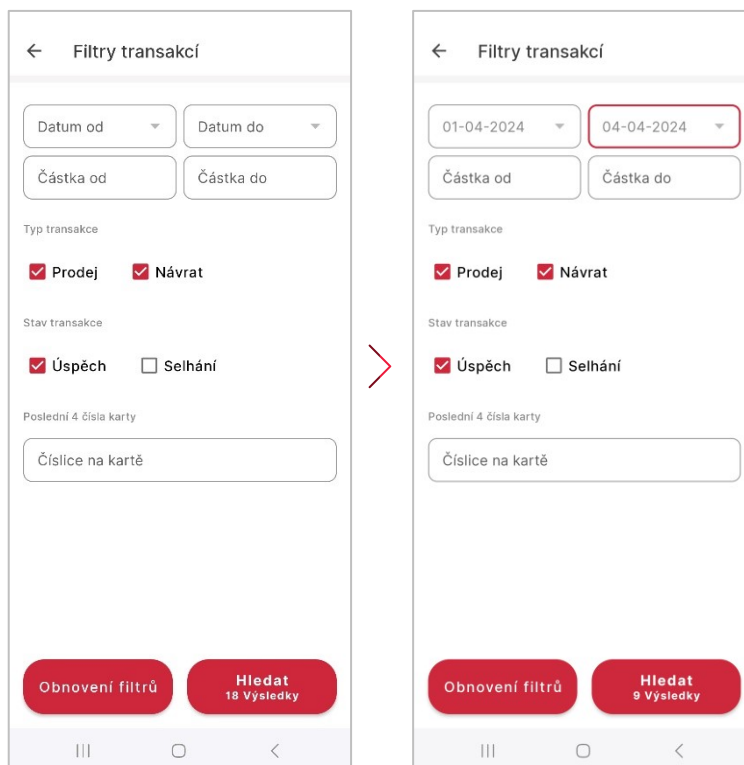 Filtry transakcí
Datum od
Datum do
Částka od
Částka do
Typ transakce
Prodej
Návrat
Stav transakce
Úspěch
Selhání
Poslední 4 čísla karty
Číslice na kartě
Obnovení filtrů
Hledat
18 Výsledky
Filtry transakcí
01-04-2024
04-04-2024
Částka od
Částka do
Typ transakce
Prodej
Návrat
Stav transakce
Úspěch
Selhání
Poslední 4 čísla karty
Číslice na kartě
Obnovení filtrů
Hledat
9 Výsledky